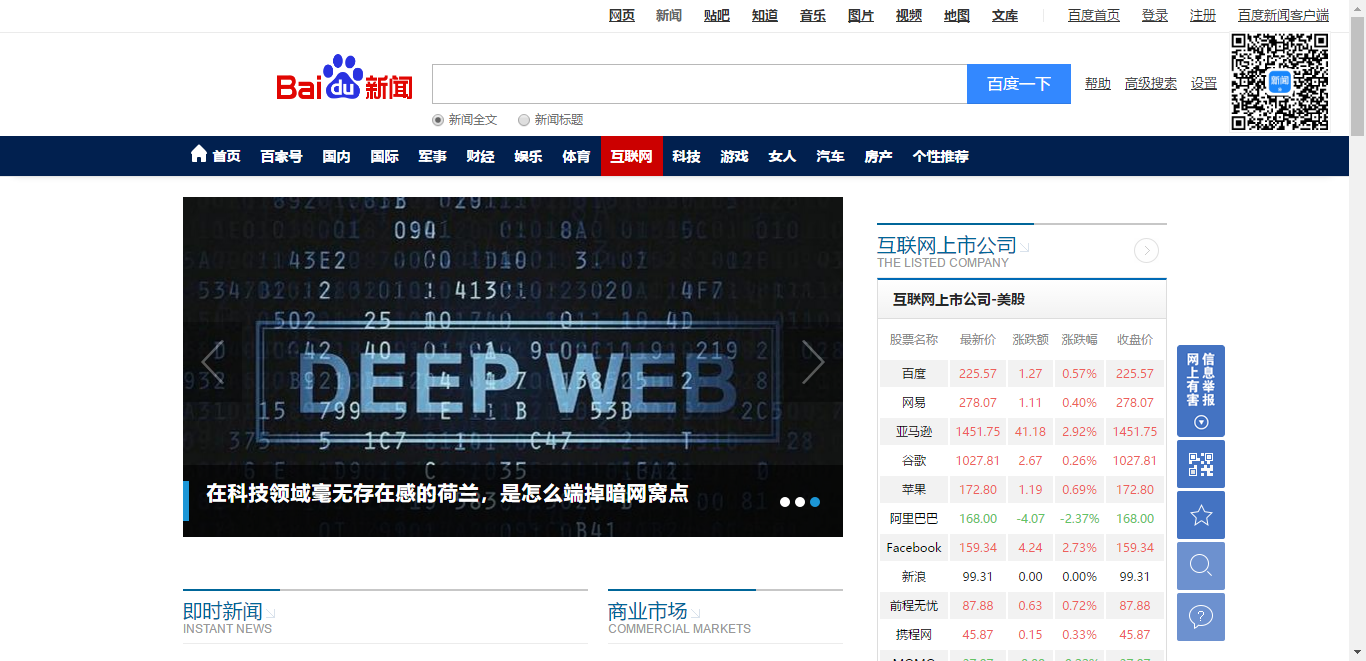 网页 新闻 贴吧 知道 音乐 图片 视频 地图 文库 百度首页 登录 注册 百度新闻客户端
Bai du 新闻
百度一下 帮助 高级搜索 设置
新闻
新闻全文 新闻标题
首页 百家号 国内 国际 军事 财经 娱乐 体育 互联网 科技 游戏 女人 汽车 房产 个性推荐
DEEP WEB
在科技领域毫无存在感的荷兰，是怎么端掉暗网窝点
即时新闻
INSTANT NEWS
商业市场
COMMERCIAL MARKETS
互联网上市公司
THE LISTED COMPANY
互联网上市公司-美股
股票名称 最新价 涨跌额 涨跌幅 收盘价
百度 225.57 1.27 0.57% 225.57
网易 278.07 1.11 0.40% 278.07
亚马逊 1451.75 41.18 2.92% 1451.75
谷歌 1027.81 2.67 0.26% 1027.81
苹果 172.80 1.19 0.69% 172.80
阿里巴巴 168.00 -4.07 -2.37% 168.00
Facebook 159.34 4.24 2.73% 159.34
新浪 99.31 0.00 0.00% 99.31
前程无忧 87.88 0.63 0.72% 87.88
携程网 45.87 0.15 0.33% 45.87
网上有害
信息举报